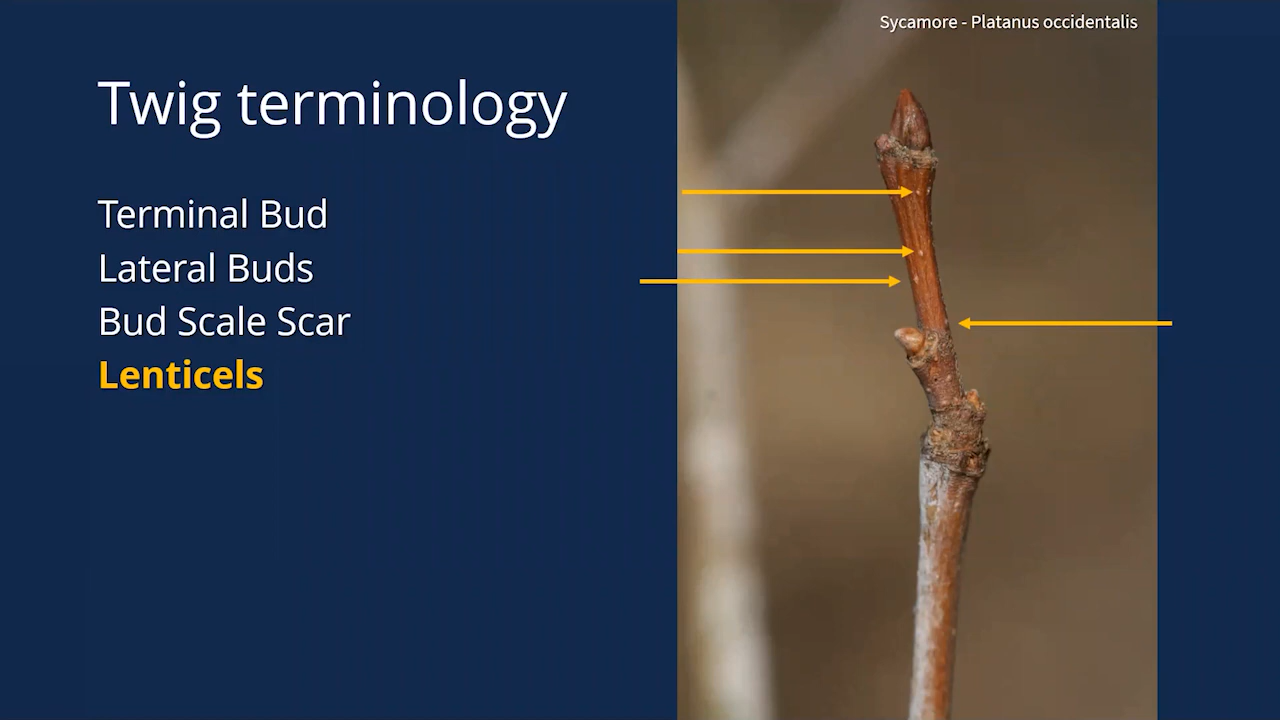 Sycamore - Platanus occidentalis
Twig terminology
Terminal Bud
Lateral Buds
Bud Scale Scar
Lenticels